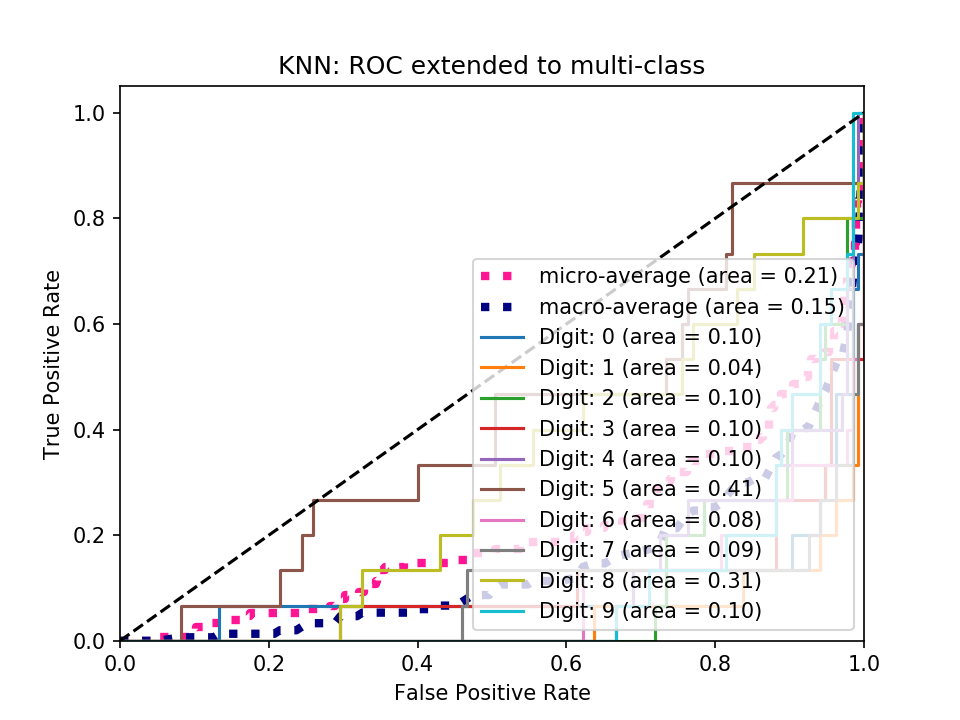 KNN: ROC extended to multi-class
True Positive Rate
1.0
0.8
0.6
0.4
0.2
0.0
micro-average (area = 0.21)
macro-average (area = 0.15)
Digit: 0 (area = 0.10)
Digit: 1 (area = 0.04)
Digit: 2 (area = 0.10)
Digit: 3 (area = 0.10)
Digit: 4 (area = 0.10)
Digit: 5 (area = 0.41)
Digit: 6 (area = 0.08)
Digit: 7 (area = 0.09)
Digit: 8 (area = 0.31)
Digit: 9 (area = 0.10)
0.0 0.2 0.4 0.6 0.8 1.0
False Positive Rate